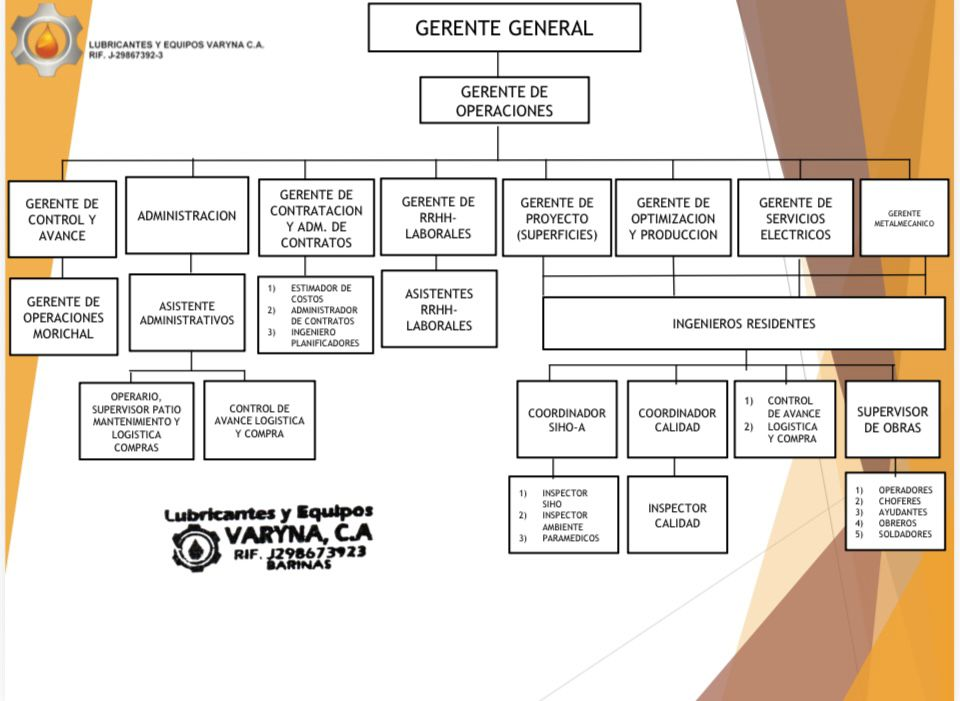 LUBRICANTES Y EQUIPOS VARYNA C.A.
RIF. J-29867392-3
GERENTE GENERAL
GERENTE DE
OPERACIONES
GERENTE DE
CONTROL Y
AVANCE
ADMINISTRACION
GERENTE DE
CONTRATACION
Y ADM. DE
CONTRATOS
GERENTE DE
RRHH-
LABORALES
GERENTE DE
PROYECTO
(SUPERFICIES)
GERENTE DE
OPTIMIZACION
Y PRODUCCION
GERENTE DE
SERVICIOS
ELECTRICOS
GERENTE
METALMECANICO
GERENTE DE
OPERACIONES
MORICHAL
ASISTENTE
ADMINISTRATIVOS
1) ESTIMADOR DE
COSTOS
2) ADMINISTRADOR
DE CONTRATOS
3) INGENIERO
PLANIFICADORES
ASISTENTES
RRHH-
LABORALES
INGENIEROS RESIDENTES
OPERARIO,
SUPERVISOR PATIO
MANTENIMIENTO Y
LOGISTICA
COMPRAS
CONTROL DE
AVANCE LOGISTICA
Y COMPRA
COORDINADOR
SIHO-A
COORDINADOR
CALIDAD
1) CONTROL
DE AVANCE
2) LOGISTICA
Y COMPRA
SUPERVISOR
DE OBRAS
1) INSPECTOR
SIHO
2) INSPECTOR
AMBIENTE
3) PARAMEDICOS
INSPECTOR
CALIDAD
1) OPERADORES
2) CHOFERES
3) AYUDANTES
4) OBREROS
5) SOLDADORES
Lubricantes y Equipos
VARYNA, C.A
RIF. J298673923
BARINAS